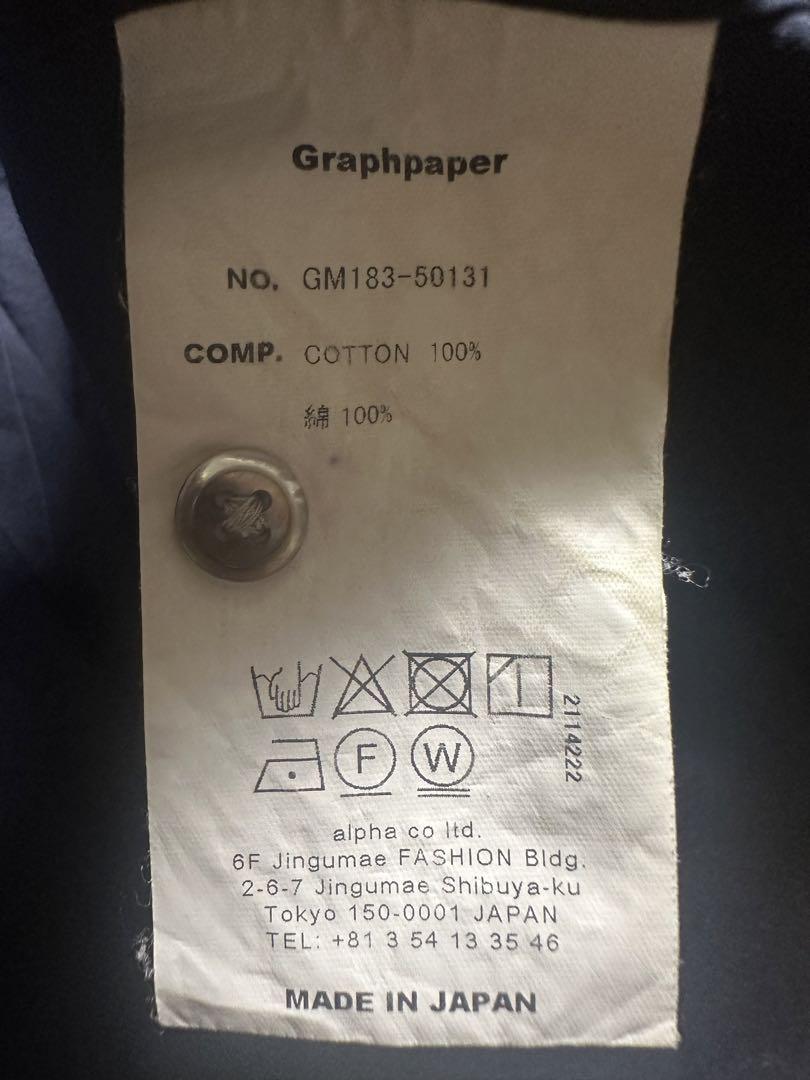 Graphpaper
NO. GM183-50131
COMP. COTTON 100%
綿 100%
2114222
F W
alpha co ltd.
6F Jingumae FASHION Bldg.
2-6-7 Jingumae Shibuya-ku
Tokyo 150-0001 JAPAN
TEL: +81 3 54 13 35 46
MADE IN JAPAN